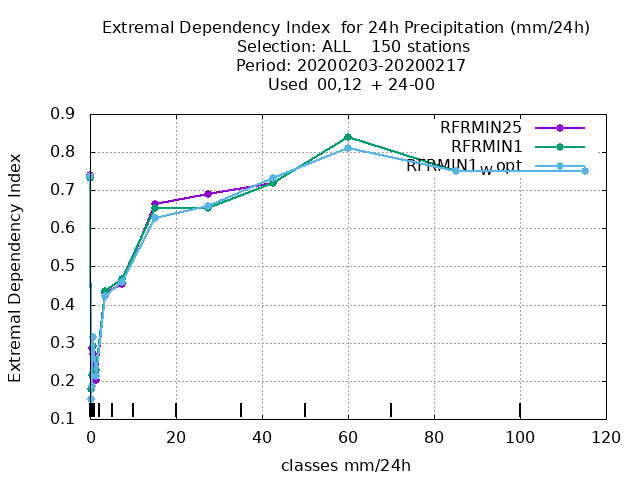 Extremal Dependency Index for 24h Precipitation (mm/24h)
Selection: ALL 150 stations
Period: 20200203-20200217
Used 00,12 + 24-00
RFRMIN25
RFRMIN1
RFRMIN1wopt
Extremal Dependency Index
0.9
0.8
0.7
0.6
0.5
0.4
0.3
0.2
0.1
0 20 40 60 80 100 120
classes mm/24h